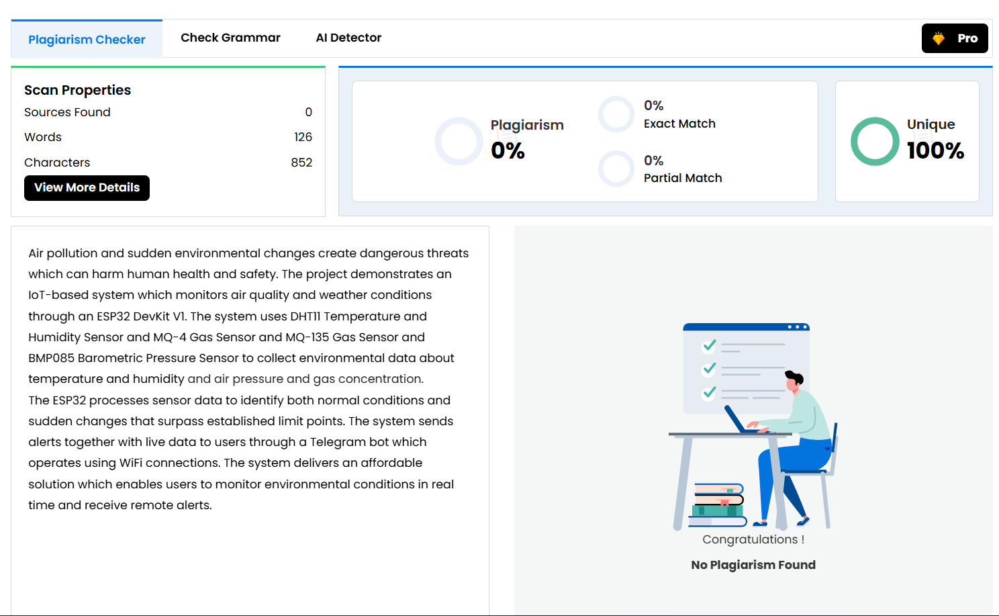 Plagiarism Checker
Check Grammar
AI Detector
Pro
Scan Properties
Sources Found 0
Words 126
Characters 852
View More Details
Plagiarism
0%
0%
Exact Match
0%
Partial Match
Unique
100%
Air pollution and sudden environmental changes create dangerous threats
which can harm human health and safety. The project demonstrates an
IoT-based system which monitors air quality and weather conditions
through an ESP32 DevKit V1. The system uses DHT11 Temperature and
Humidity Sensor and MQ-4 Gas Sensor and MQ-135 Gas Sensor and
BMP085 Barometric Pressure Sensor to collect environmental data about
temperature and humidity and air pressure and gas concentration.
The ESP32 processes sensor data to identify both normal conditions and
sudden changes that surpass established limit points. The system sends
alerts together with live data to users through a Telegram bot which
operates using WiFi connections. The system delivers an affordable
solution which enables users to monitor environmental conditions in real
time and receive remote alerts.
Congratulations !
No Plagiarism Found